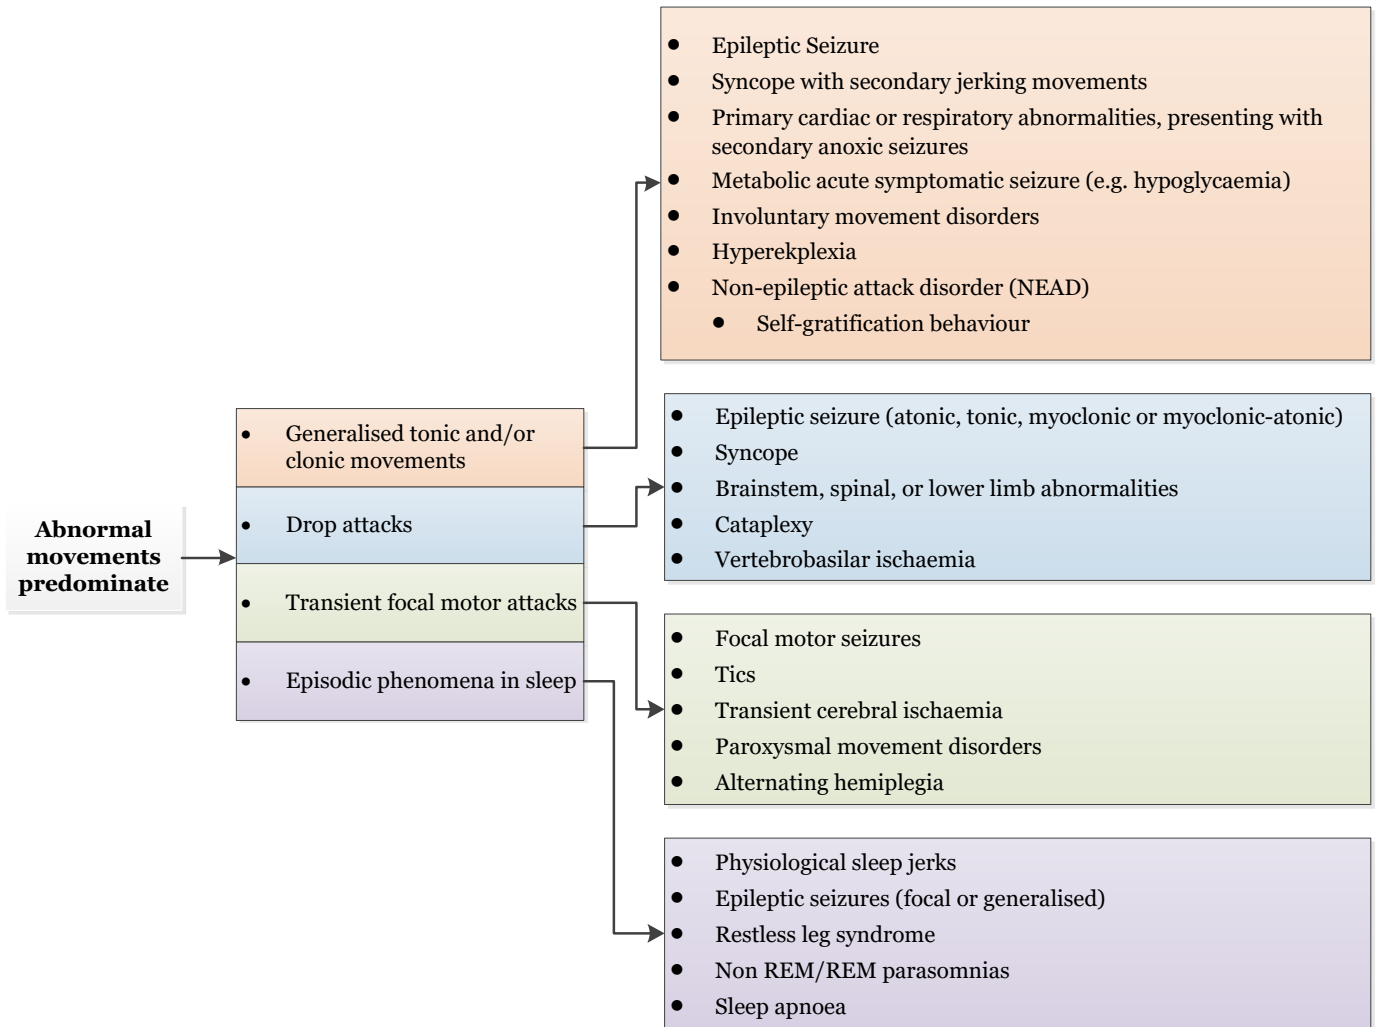 Abnormal
movements
predominate
• Generalised tonic and/or
clonic movements
• Drop attacks
• Transient focal motor attacks
• Episodic phenomena in sleep
• Epileptic Seizure
• Syncope with secondary jerking movements
• Primary cardiac or respiratory abnormalities, presenting with
secondary anoxic seizures
• Metabolic acute symptomatic seizure (e.g. hypoglycaemia)
• Involuntary movement disorders
• Hyperekplexia
• Non-epileptic attack disorder (NEAD)
• Self-gratification behaviour
• Epileptic seizure (atonic, tonic, myoclonic or myoclonic-atonic)
• Syncope
• Brainstem, spinal, or lower limb abnormalities
• Cataplexy
• Vertebrobasilar ischaemia
• Focal motor seizures
• Tics
• Transient cerebral ischaemia
• Paroxysmal movement disorders
• Alternating hemiplegia
• Physiological sleep jerks
• Epileptic seizures (focal or generalised)
• Restless leg syndrome
• Non REM/REM parasomnias
• Sleep apnoea